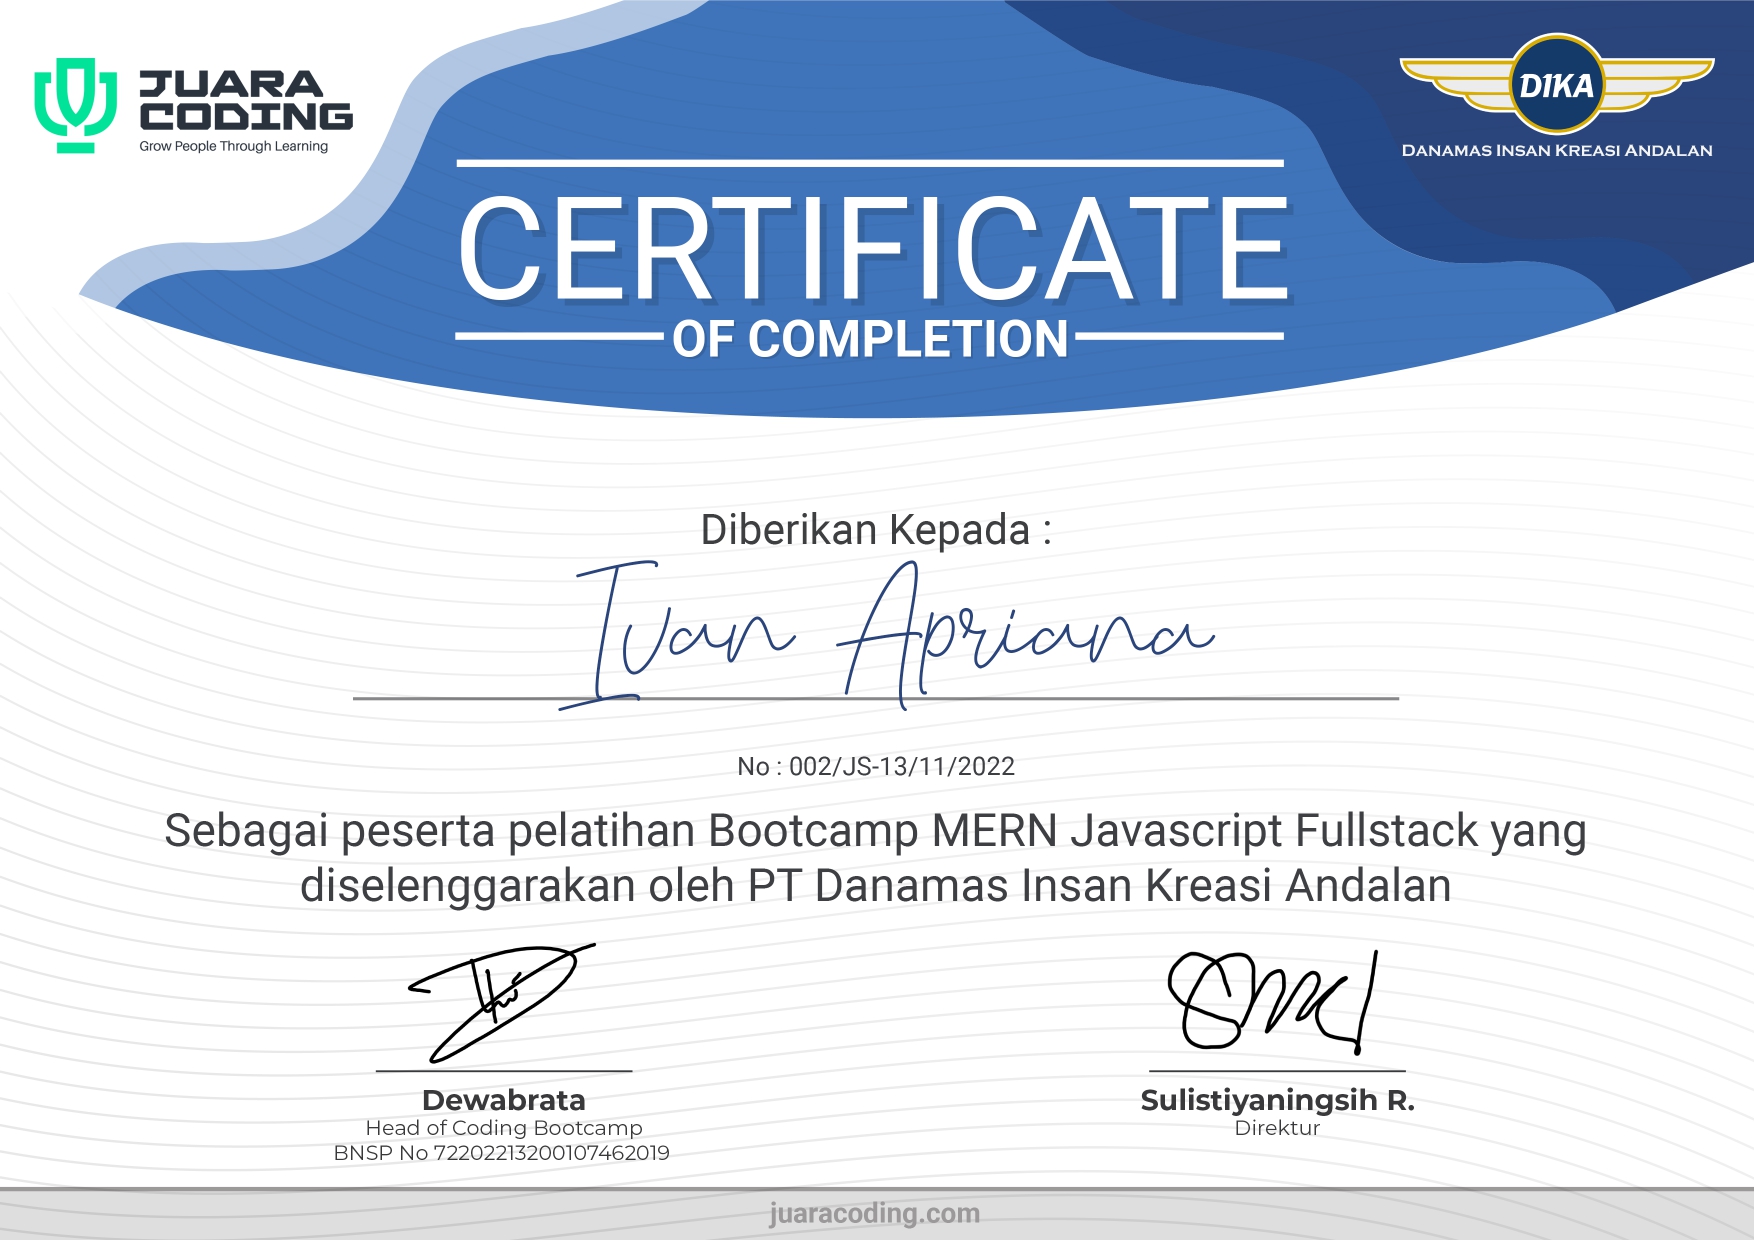 JUARA
CODING
Grow People Through Learning
DIKA
DANAMAS INSAN KREASI ANDALAN
CERTIFICATE
OF COMPLETION
Diberikan Kepada :
Ivan Apriana
No : 002/JS-13/11/2022
Sebagai peserta pelatihan Bootcamp MERN Javascript Fullstack yang
diselenggarakan oleh PT Danamas Insan Kreasi Andalan
Dewabrata
Head of Coding Bootcamp
BNSP No 72202213200107462019
Sulistiyaningsih R.
Direktur
juaracoding.com